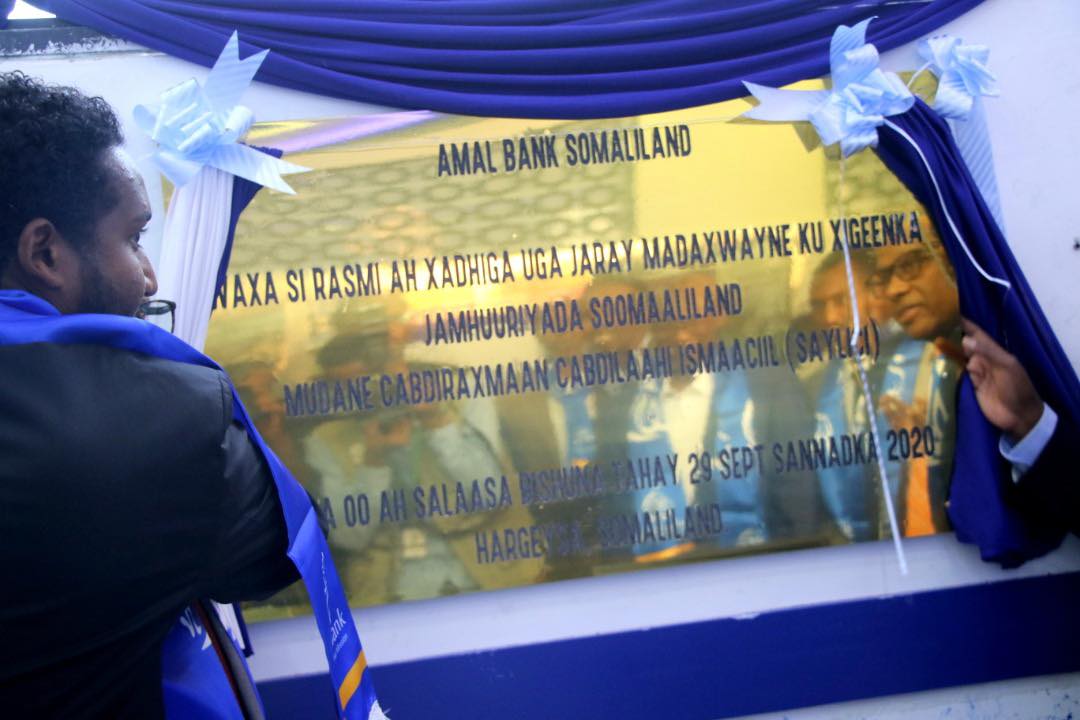 AMAL BANK SOMALILAND
WAXA SI RASMI AH XADHIGA UGA JARAY MADAXWAYNE KU XIGEENKA
JAMHUURIYADA SOOMAALILAND
MUDANE CABDIRAXMAAN CABDILAAHI ISMAACIIL (SAYLICI)
00 AH SALAASA BISHUNA TAHAY 29 SEPT SANNADKA 2020
HARGEYSA, SOMALILAND